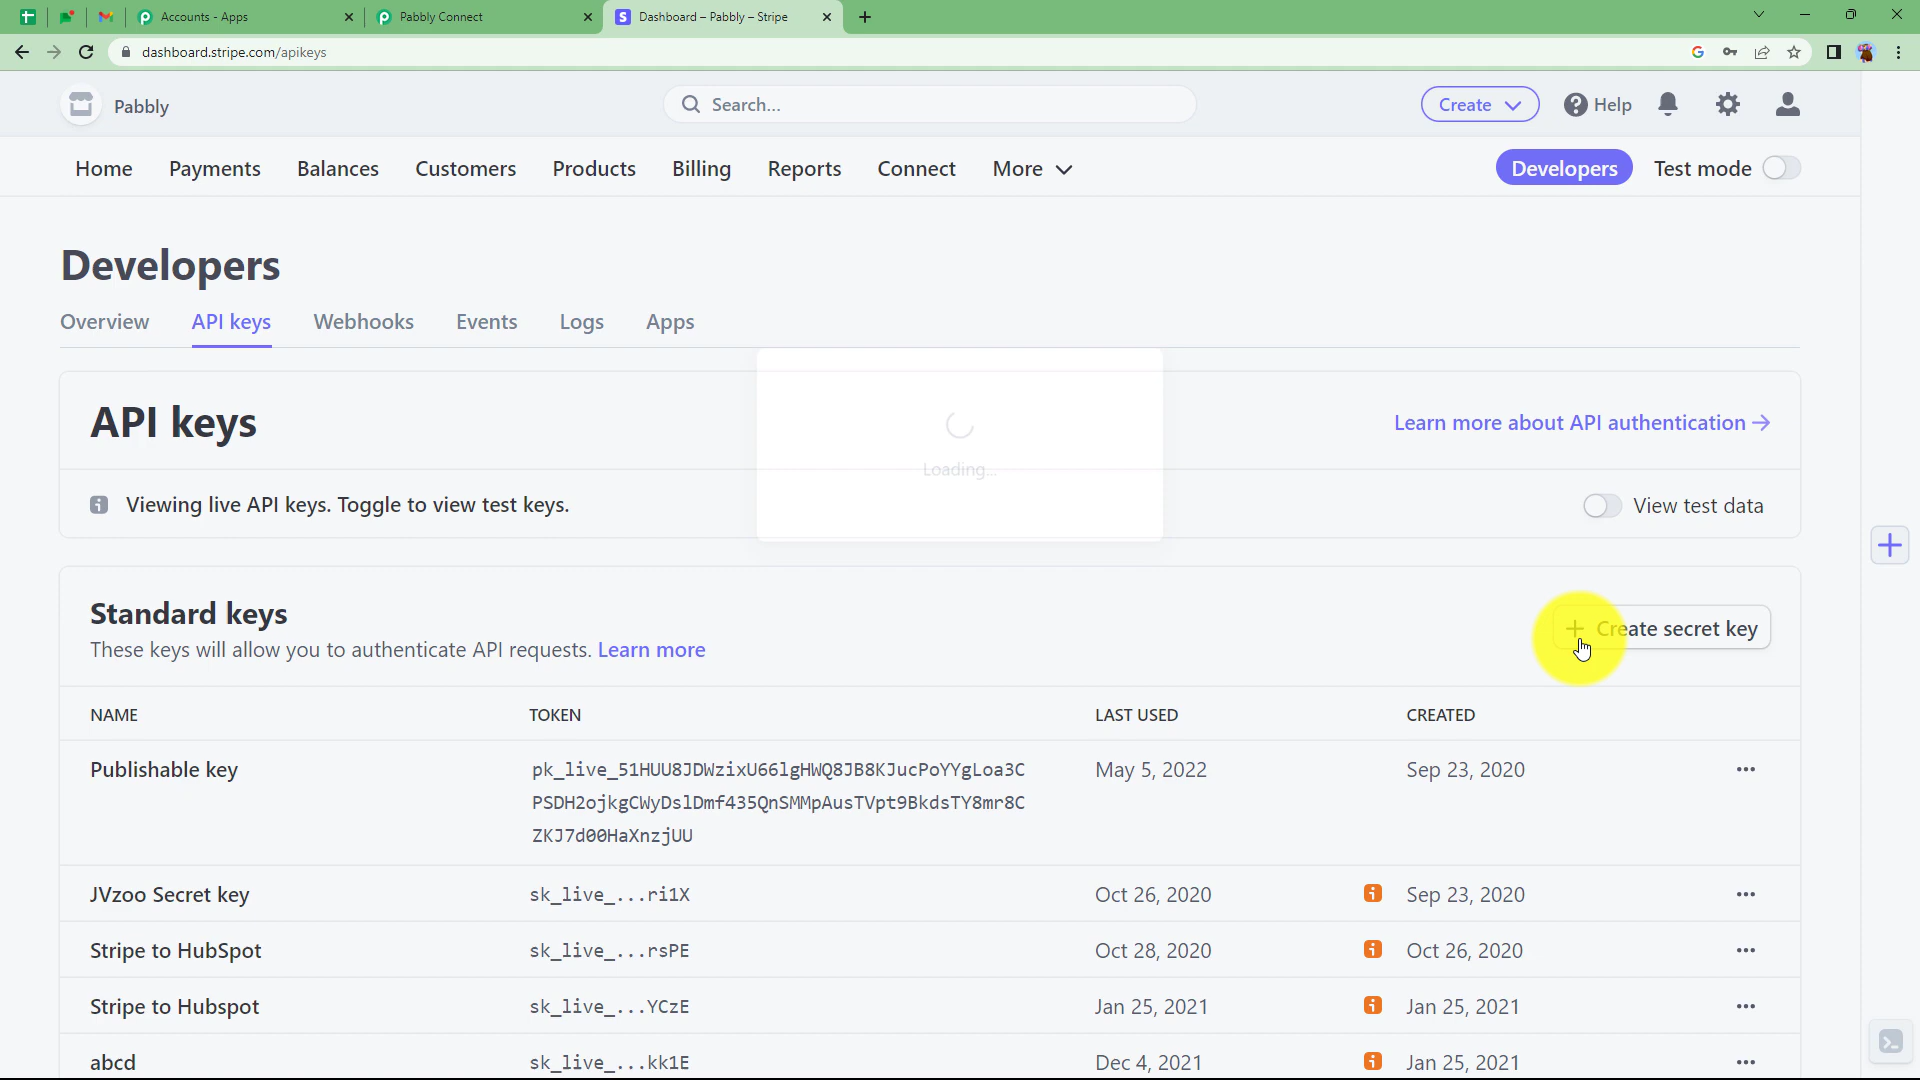 Accounts - Apps
Pabbly Connect
Dashboard – Pabbly – Stripe
dashboard.stripe.com/apikeys
Pabbly
Search...
Create
Help
Home
Payments
Balances
Customers
Products
Billing
Reports
Connect
More
Developers
Test mode
Developers
Overview
API keys
Webhooks
Events
Logs
Apps
API keys
Learn more about API authentication
Loading...
Viewing live API keys. Toggle to view test keys.
View test data
Standard keys
Create secret key
These keys will allow you to authenticate API requests. Learn more
NAME
TOKEN
LAST USED
CREATED
Publishable key
pk_live_51HUU8JDWzixU66lgHWQ8JB8KJucPoYYgLoa3C
PSDH2ojkgCWyDslDmf435QnSMMpAusTVpt9BkdsTY8mr8C
ZKJ7d00HaXnzjUU
May 5, 2022
Sep 23, 2020
JVzoo Secret key
sk_live_...ri1X
Oct 26, 2020
Sep 23, 2020
Stripe to HubSpot
sk_live_...rsPE
Oct 28, 2020
Oct 26, 2020
Stripe to Hubspot
sk_live_...YCzE
Jan 25, 2021
Jan 25, 2021
abcd
sk_live_...kk1E
Dec 4, 2021
Jan 25, 2021